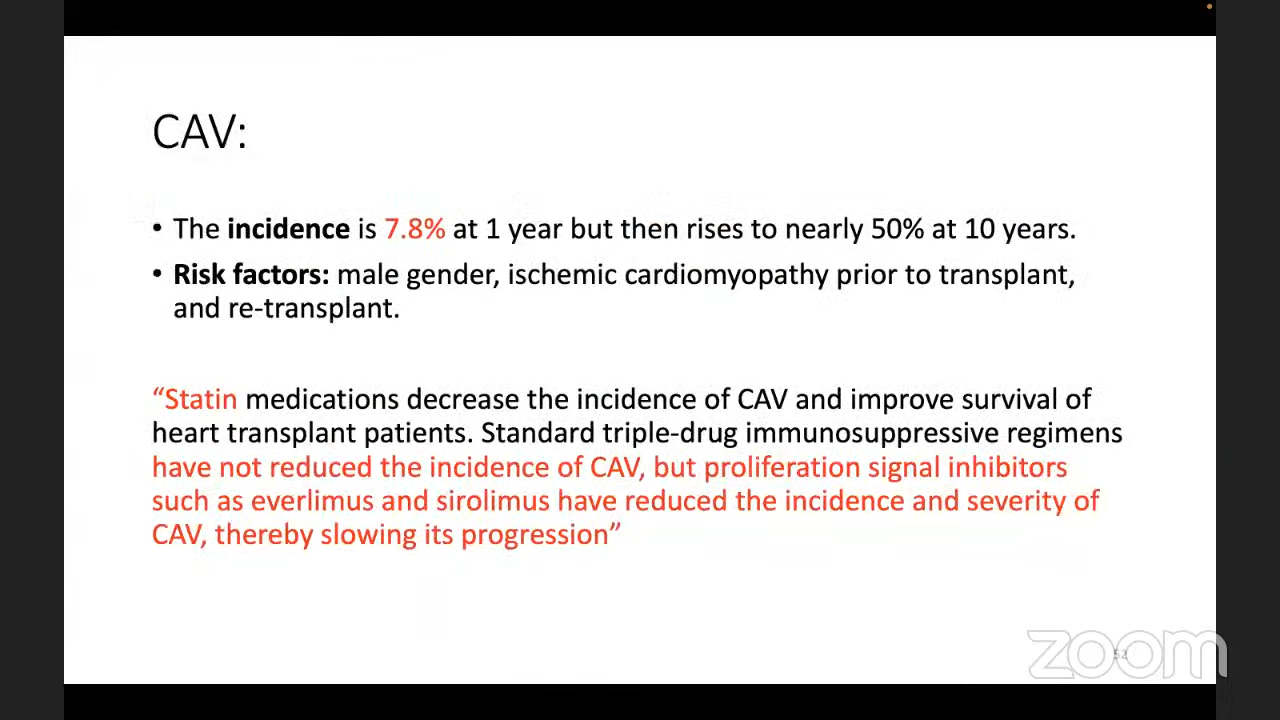 CAV:
• The incidence is 7.8% at 1 year but then rises to nearly 50% at 10 years.
• Risk factors: male gender, ischemic cardiomyopathy prior to transplant,
and re-transplant.
“Statin medications decrease the incidence of CAV and improve survival of
heart transplant patients. Standard triple-drug immunosuppressive regimens
have not reduced the incidence of CAV, but proliferation signal inhibitors
such as everlimus and sirolimus have reduced the incidence and severity of
CAV, thereby slowing its progression”
zoom
52